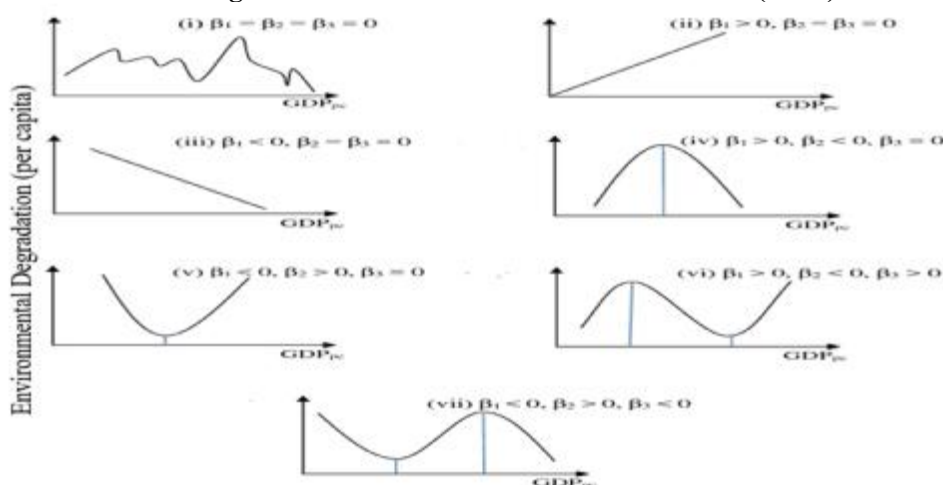 (i) β₁ = β₂ = β₃ = 0
(ii) β₁ > 0, β₂ = β₃ = 0
GDPₚc
GDPₚc
(iii) β₁ < 0, β₂ = β₃ = 0
(iv) β₁ > 0, β₂ < 0, β₃ = 0
GDPₚc
GDPₚc
(v) β₁ < 0, β₂ > 0, β₃ = 0
(vi) β₁ > 0, β₂ < 0, β₃ > 0
GDPₚc
GDPₚc
(vii) β₁ < 0, β₂ > 0, β₃ < 0
GDPₚc
Environmental Degradation (per capita)